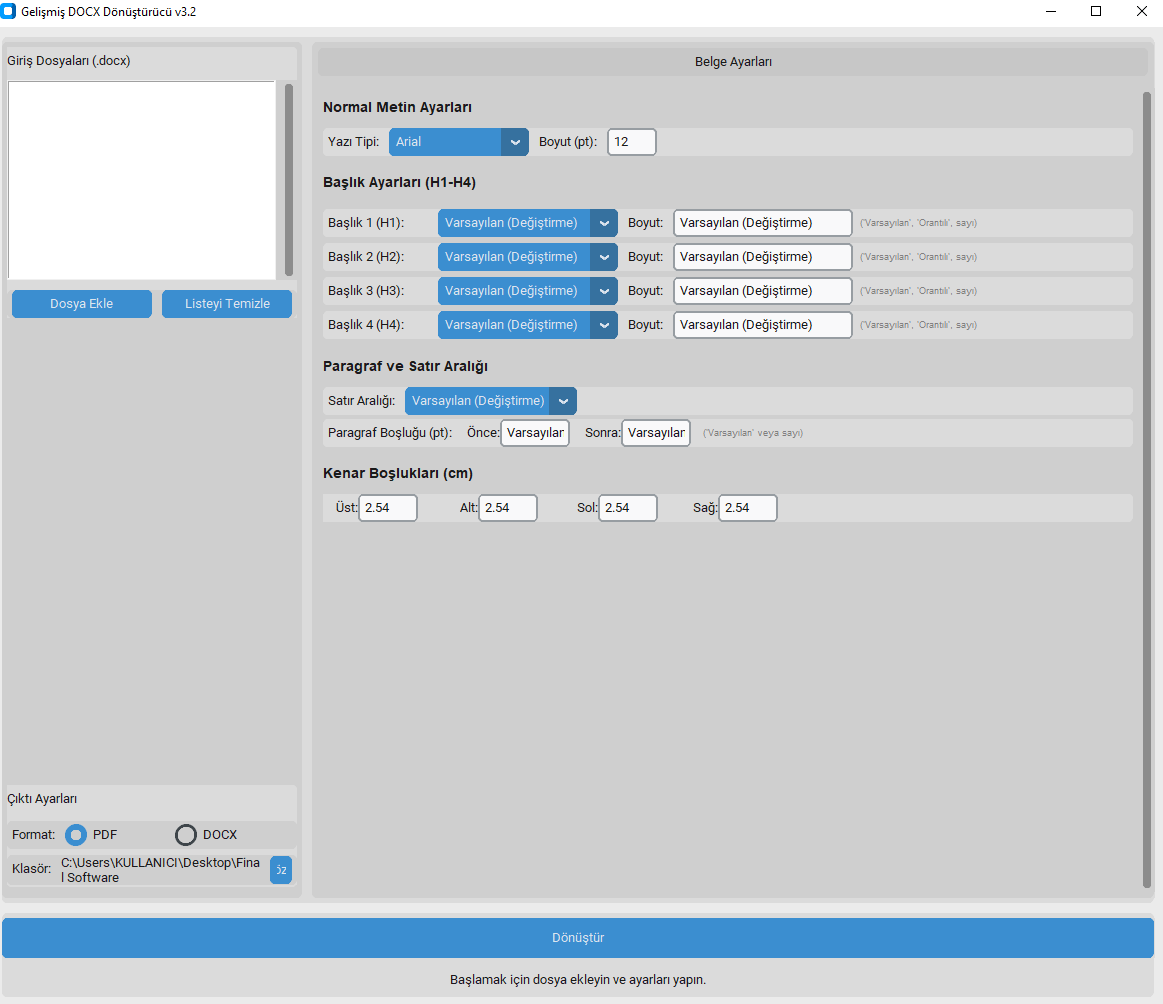 Gelişmiş DOCX Dönüştürücü v3.2
Giriş Dosyaları (.docx)
Dosya Ekle
Listeyi Temizle
Çıktı Ayarları
Format:
PDF
DOCX
Klasör:
C:\Users\KULLANICI\Desktop\Fina
l Software
Belge Ayarları
Normal Metin Ayarları
Yazı Tipi: Arial Boyut (pt): 12
Başlık Ayarları (H1-H4)
Başlık 1 (H1): Varsayılan (Değiştirme) Boyut: Varsayılan (Değiştirme) ('Varsayılan', 'Orantılı', sayı)
Başlık 2 (H2): Varsayılan (Değiştirme) Boyut: Varsayılan (Değiştirme) ('Varsayılan', 'Orantılı', sayı)
Başlık 3 (H3): Varsayılan (Değiştirme) Boyut: Varsayılan (Değiştirme) ('Varsayılan', 'Orantılı', sayı)
Başlık 4 (H4): Varsayılan (Değiştirme) Boyut: Varsayılan (Değiştirme) ('Varsayılan', 'Orantılı', sayı)
Paragraf ve Satır Aralığı
Satır Aralığı: Varsayılan (Değiştirme)
Paragraf Boşluğu (pt): Önce: Varsayılar Sonra: Varsayılar ('Varsayılan' veya sayı)
Kenar Boşlukları (cm)
Üst: 2.54 Alt: 2.54 Sol: 2.54 Sağ: 2.54
Dönüştür
Başlamak için dosya ekleyin ve ayarları yapın.